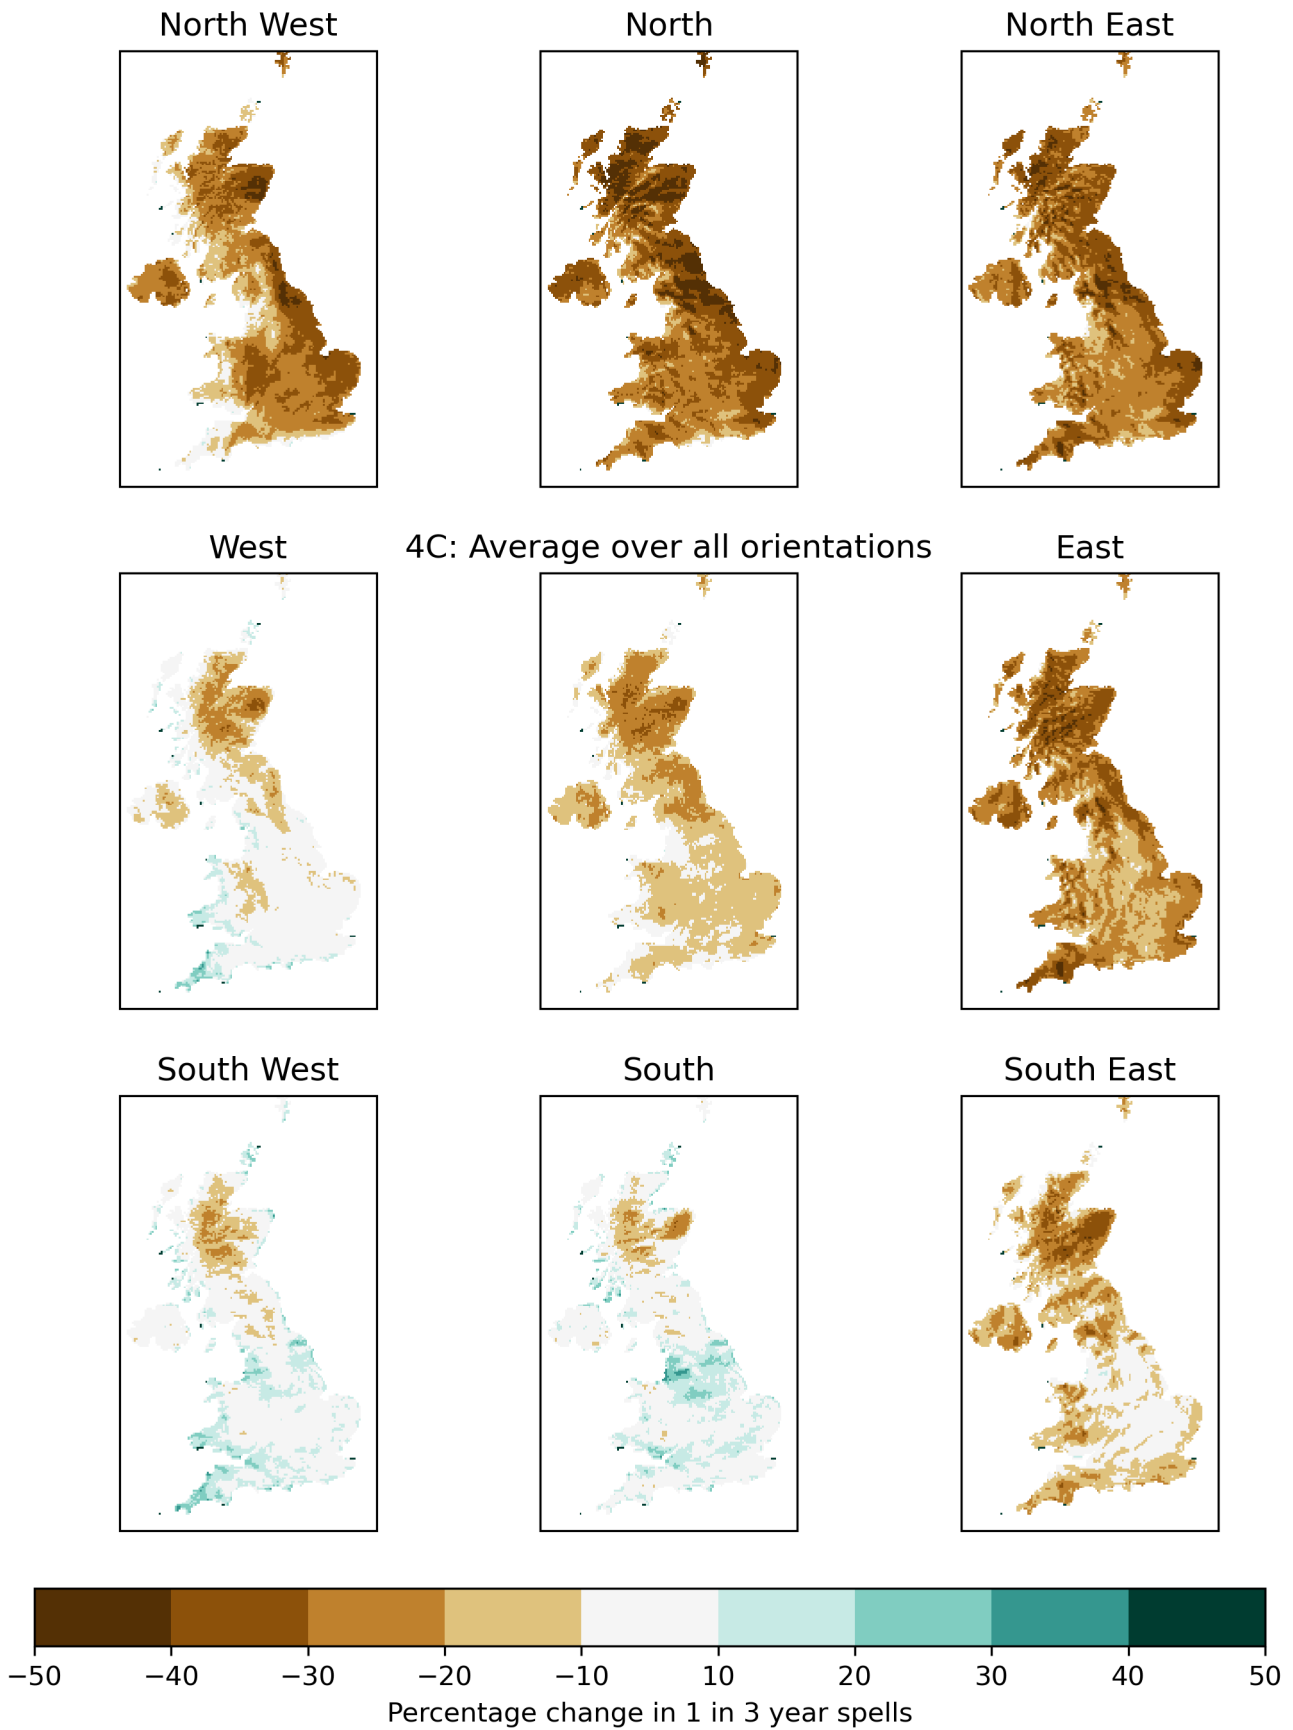 North West
North
North East
West
4C: Average over all orientations
East
South West
South
South East
−50
−40
−30
−20
−10
10
20
30
40
50
Percentage change in 1 in 3 year spells